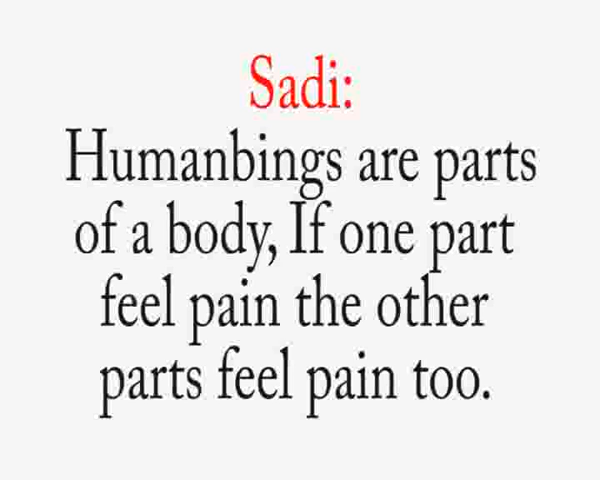 Sadi:
Humanbings are parts
of a body, If one part
feel pain the other
parts feel pain too.